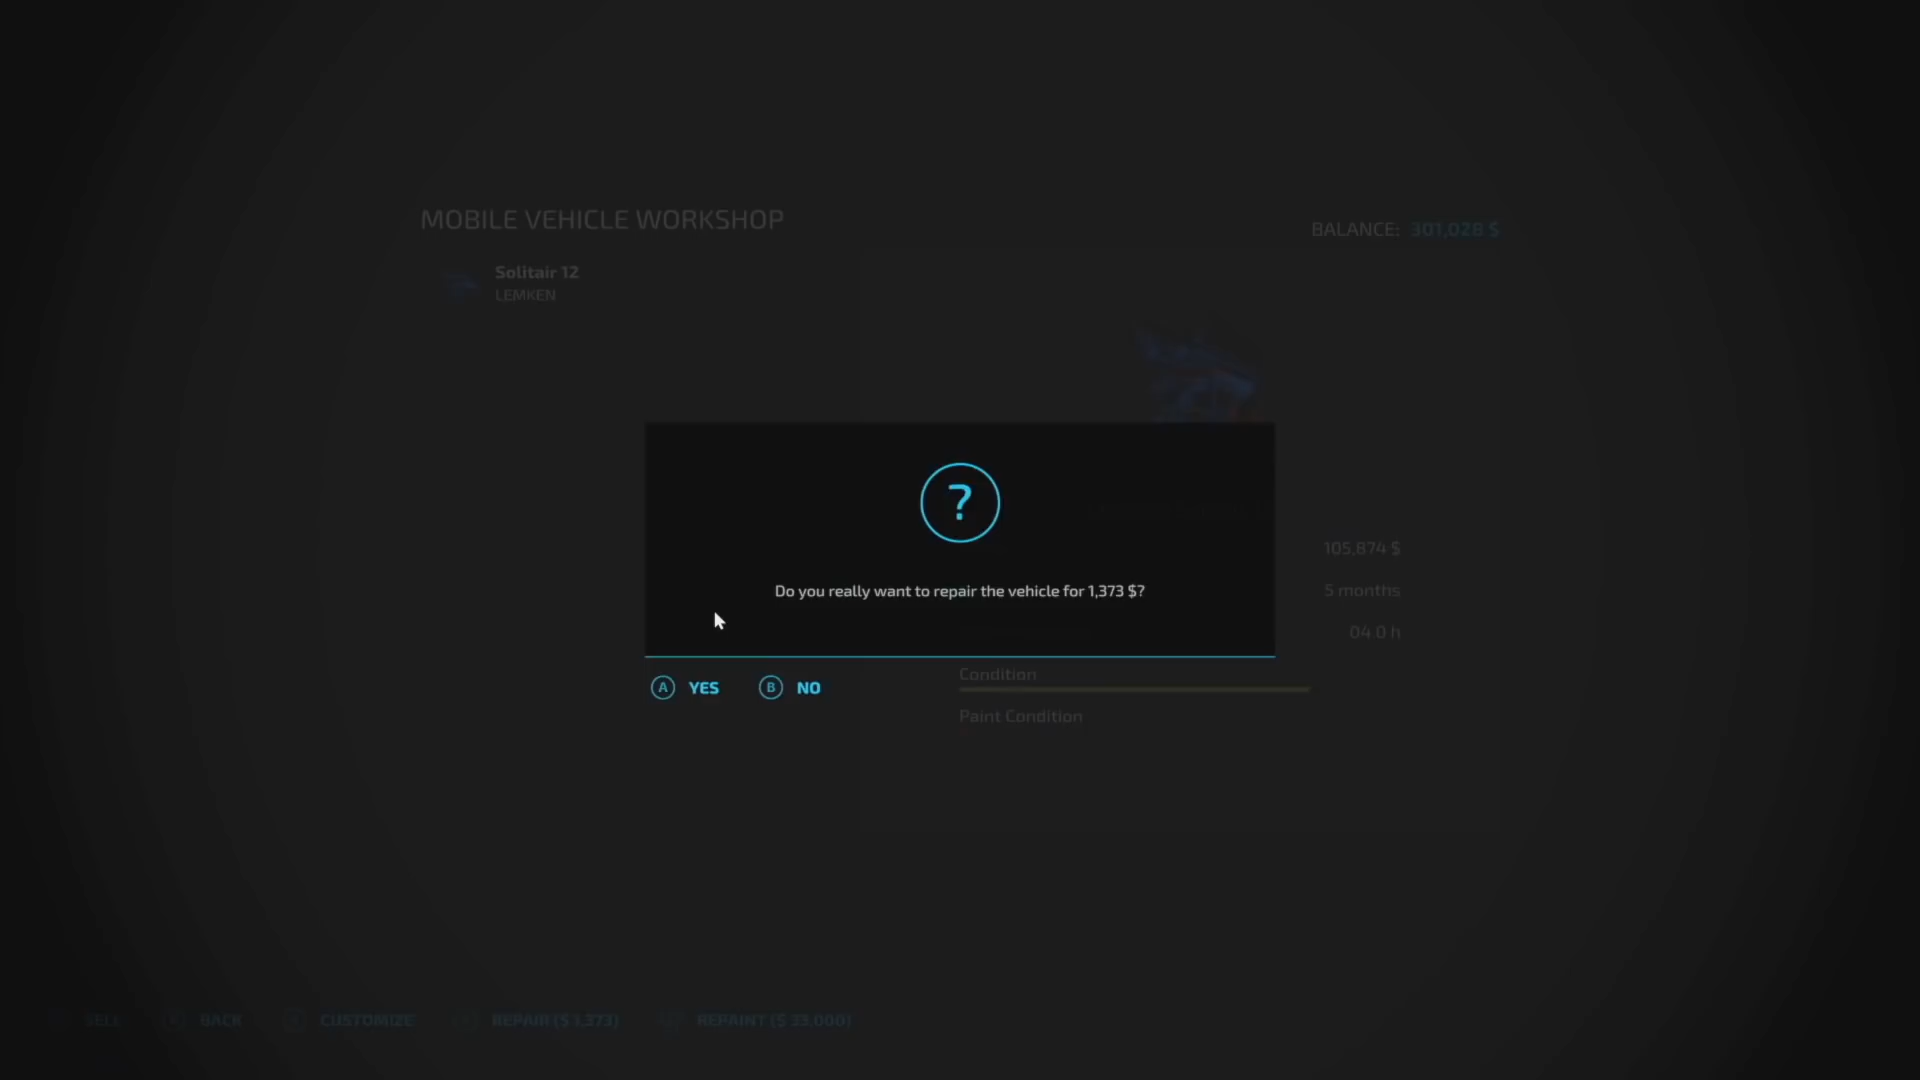 MOBILE VEHICLE WORKSHOP
BALANCE: 301,028 $
Solitair 12
LEMKEN
?
Do you really want to repair the vehicle for 1,373 $?
105,874 $
5 months
04.0 h
A YES B NO
Condition
Paint Condition
SELL BACK CUSTOMIZE REPAIR ($ 1,373) REPAINT ($ 33,000)